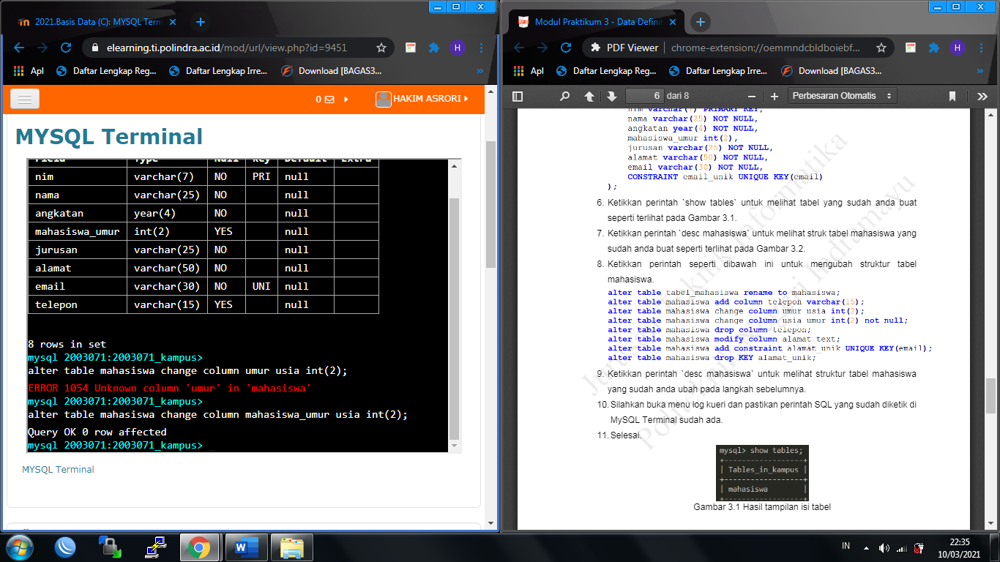 2021.Basis Data (C): MYSQL Term
elearning.ti.polindra.ac.id/mod/url/view.php?id=9451
H
Apl
Daftar Lengkap Reg...
Daftar Lengkap Irre...
Download [BAGAS3...
»
0
HAKIM ASRORI
MYSQL Terminal
Field Type Null Key Default Extra
nim varchar(7) NO PRI null
nama varchar(25) NO null
angkatan year(4) NO null
mahasiswa_umur int(2) YES null
jurusan varchar(25) NO null
alamat varchar(50) NO null
email varchar(30) NO UNI null
telepon varchar(15) YES null
8 rows in set
mysql 2003071:2003071_kampus>
alter table mahasiswa change column umur usia int(2);
ERROR 1054 Unknown column 'umur' in 'mahasiswa'
mysql 2003071:2003071_kampus>
alter table mahasiswa change column mahasiswa_umur usia int(2);
Query OK 0 row affected
mysql 2003071:2003071_kampus> _
MYSQL Terminal
Modul Praktikum 3 - Data Definit
PDF Viewer | chrome-extension://oemmndcbldboiebf...
H
Apl
Daftar Lengkap Reg...
Daftar Lengkap Irre...
Download [BAGAS3...
»
6 dari 8
Perbesaran Otomatis
nim varchar(7) PRIMARY KEY,
nama varchar(25) NOT NULL,
angkatan year(4) NOT NULL,
mahasiswa_umur int(2),
jurusan varchar(25) NOT NULL,
alamat varchar(50) NOT NULL,
email varchar(30) NOT NULL,
CONSTRAINT email_unik UNIQUE KEY(email)
);
6. Ketikkan perintah `show tables` untuk melihat tabel yang sudah anda buat
seperti terlihat pada Gambar 3.1.
7. Ketikkan perintah `desc mahasiswa` untuk melihat struk tabel mahasiswa yang
sudah anda buat seperti terlihat pada Gambar 3.2.
8. Ketikkan perintah seperti dibawah ini untuk mengubah struktur tabel
mahasiswa.
alter table tabel_mahasiswa rename to mahasiswa;
alter table mahasiswa add column telepon varchar(15);
alter table mahasiswa change column umur usia int(2);
alter table mahasiswa change column usia umur int(2) not null;
alter table mahasiswa drop column telepon;
alter table mahasiswa modify column alamat text;
alter table mahasiswa add constraint alamat_unik UNIQUE KEY(email);
alter table mahasiswa drop KEY alamat_unik;
9. Ketikkan perintah `desc mahasiswa` untuk melihat struktur tabel mahasiswa
yang sudah anda ubah pada langkah sebelumnya.
10. Silahkan buka menu log kueri dan pastikan perintah SQL yang sudah diketik di
MySQL Terminal sudah ada.
11. Selesai.
mysql> show tables;
+------------------+
| Tables_in_kampus |
+------------------+
| mahasiswa |
+------------------+
Gambar 3.1 Hasil tampilan isi tabel
IN
22:35
10/03/2021